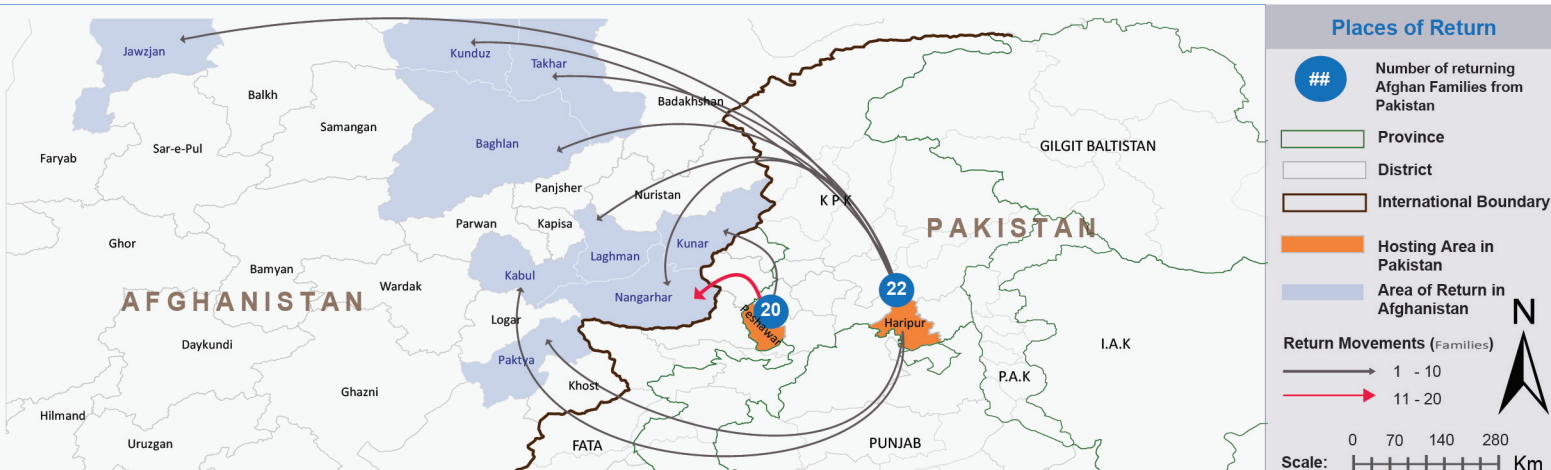 Jawzjan
Kunduz
Takhar
Balkh
Badakhshan
Samangan
Baghlan
Sar-e-Pul
Faryab
GILGIT BALTISTAN
Panjsher
Nuristan
K P K
Parwan
Kapisa
PAKISTAN
Ghor
Kunar
Laghman
Bamyan
Kabul
Wardak
Nangarhar
22
AFGHANISTAN
20
Peshawar
Logar
Haripur
Daykundi
I.A.K
Paktya
P.A.K
Khost
Ghazni
Hilmand
Uruzgan
FATA
PUNJAB
Places of Return
##
Number of returning
Afghan Families from
Pakistan
Province
District
International Boundary
Hosting Area in
Pakistan
Area of Return in
Afghanistan
N
Return Movements (Families)
1 - 10
11 - 20
0 70 140 280
Scale: Km